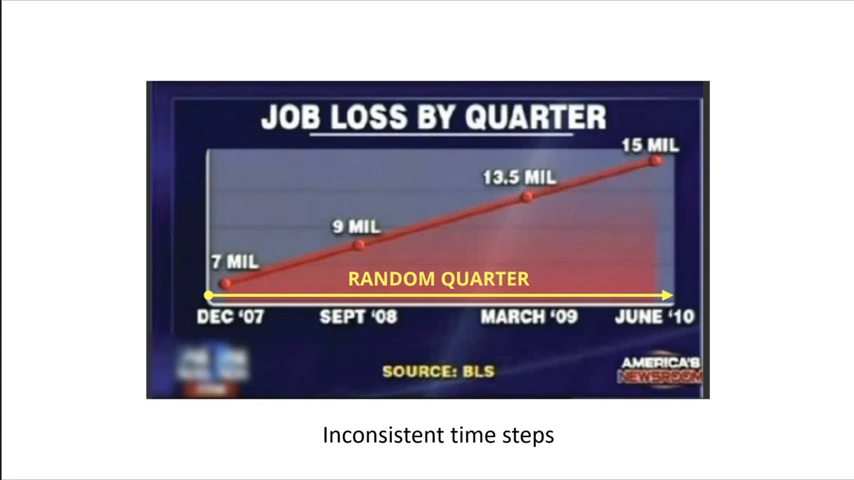 JOB LOSS BY QUARTER
15 MIL
13.5 MIL
9 MIL
7 MIL
RANDOM QUARTER
DEC '07 SEPT '08 MARCH '09 JUNE '10
SOURCE: BLS
AMERICA'S
NEWSROOM
Inconsistent time steps